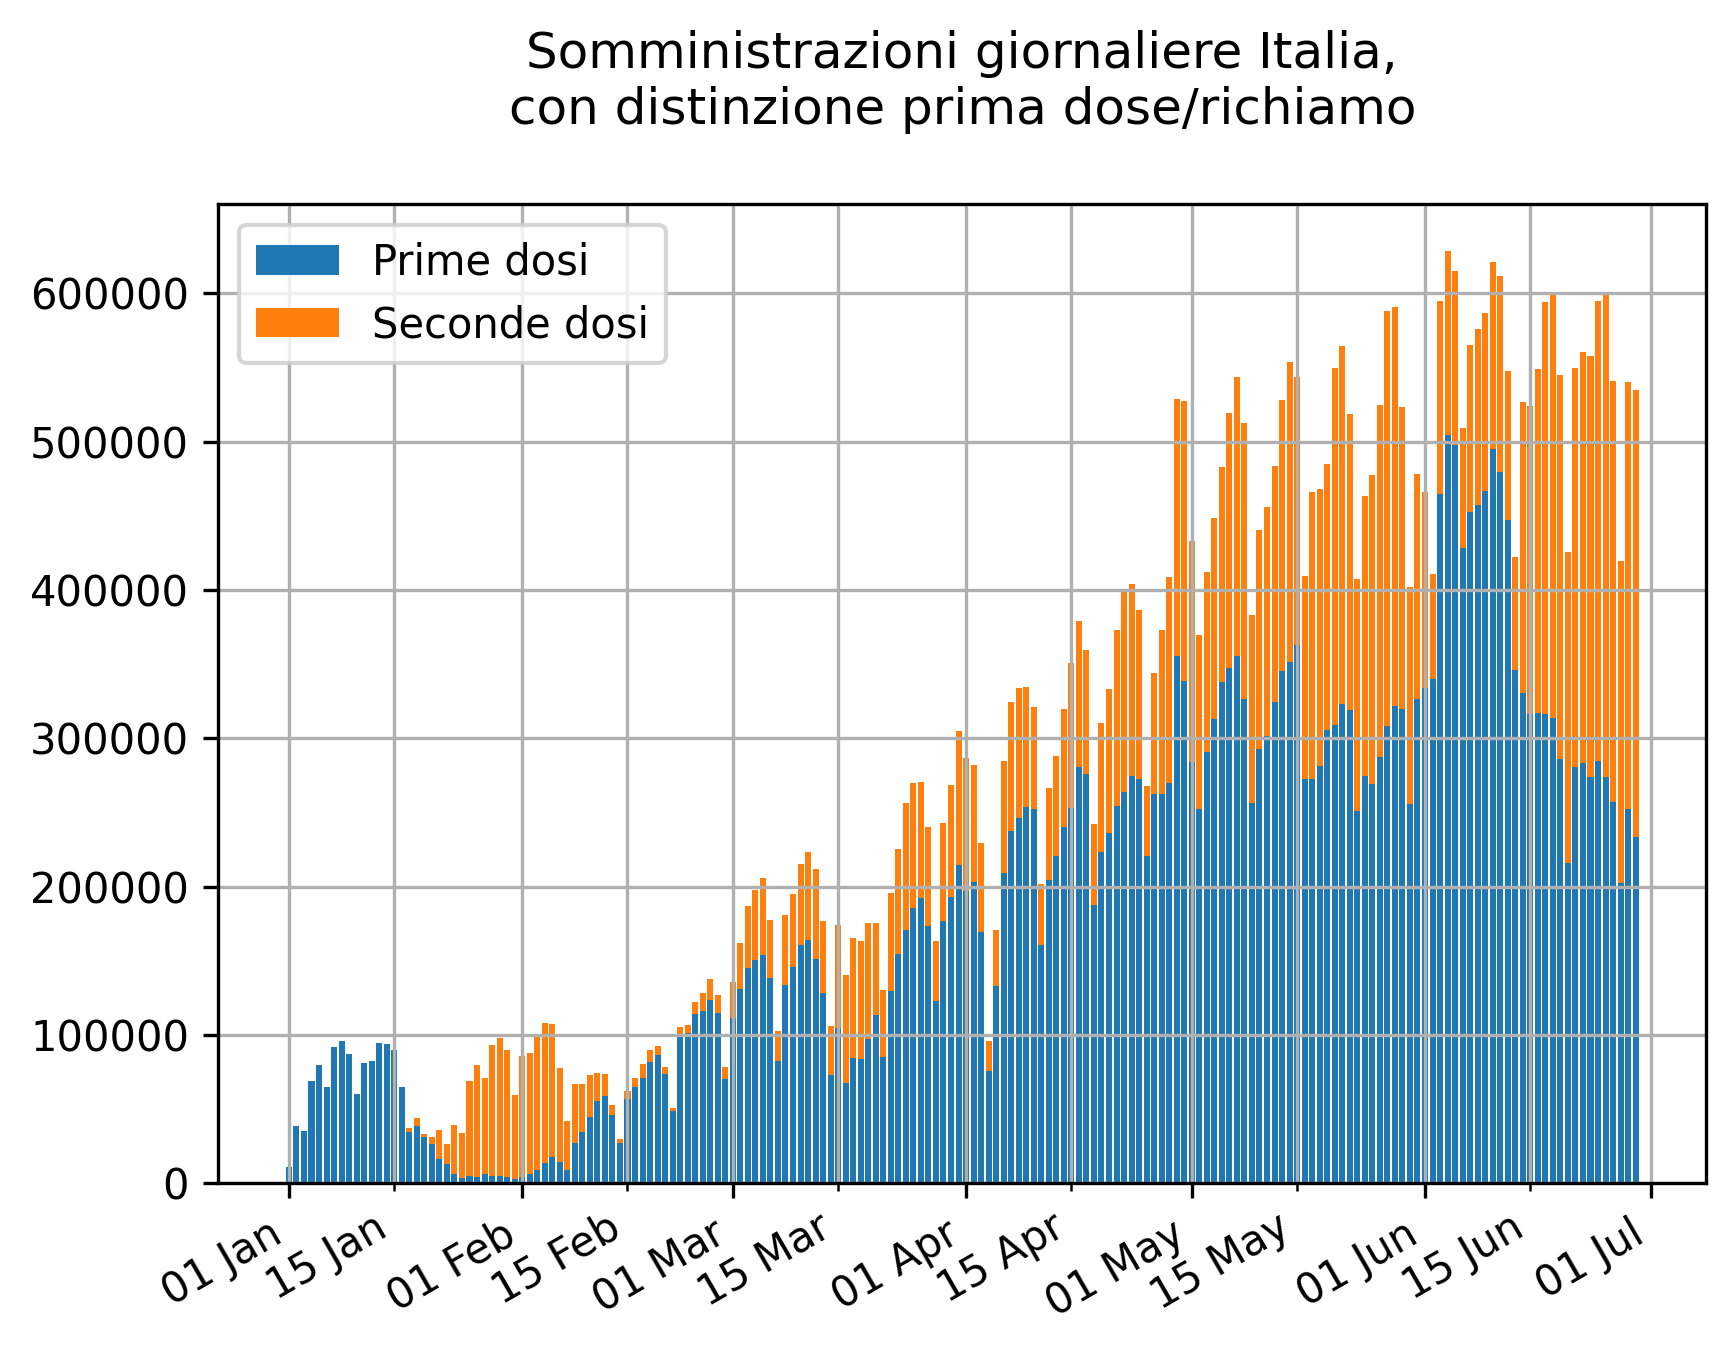 Somministrazioni giornaliere Italia,
con distinzione prima dose/richiamo
Prime dosi
Seconde dosi
600000
500000
400000
300000
200000
100000
0
01 Jan
15 Jan
01 Feb
15 Feb
01 Mar
15 Mar
01 Apr
15 Apr
01 May
15 May
01 Jun
15 Jun
01 Jul